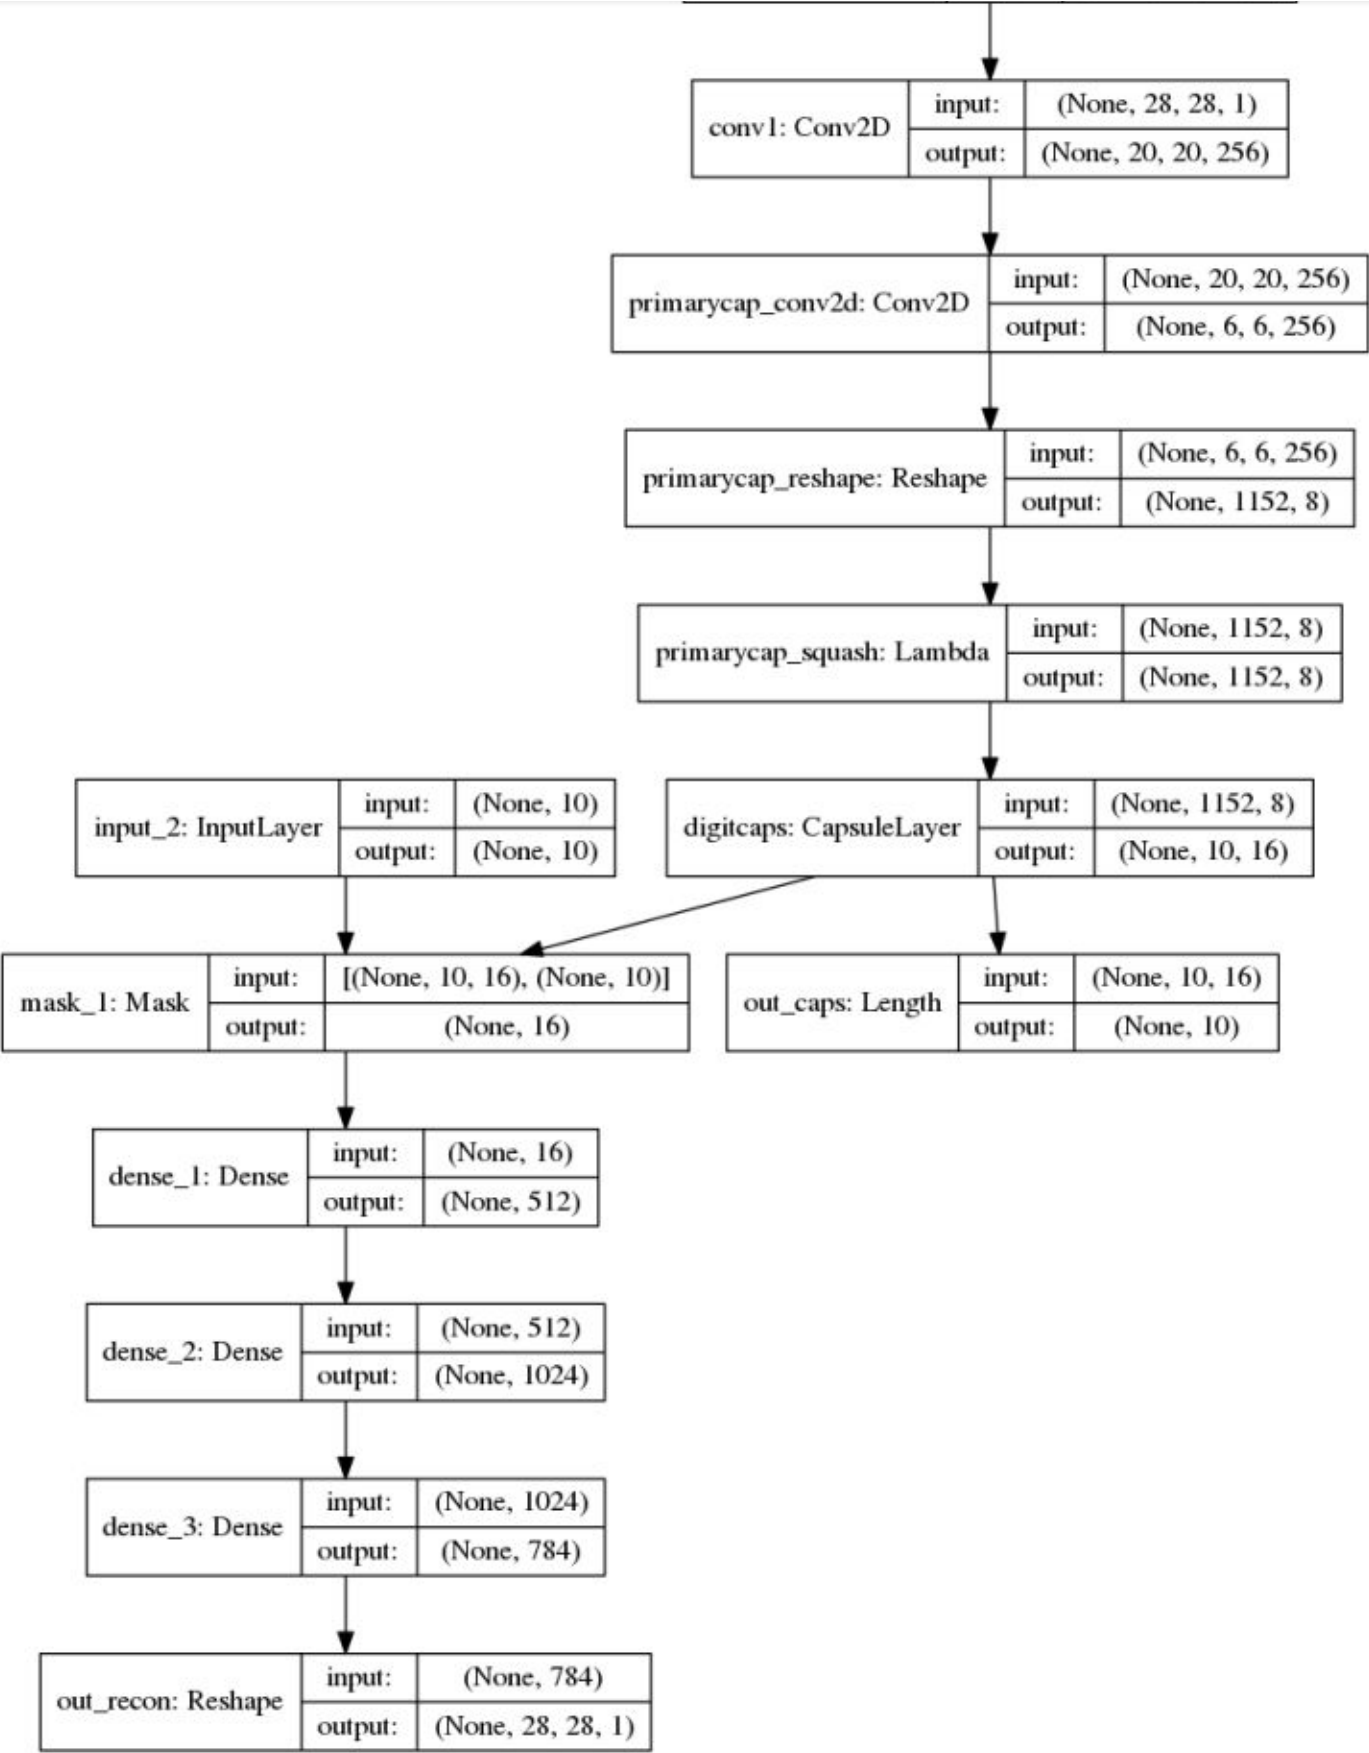 conv1: Conv2D
input: (None, 28, 28, 1)
output: (None, 20, 20, 256)
primarycap_conv2d: Conv2D
input: (None, 20, 20, 256)
output: (None, 6, 6, 256)
primarycap_reshape: Reshape
input: (None, 6, 6, 256)
output: (None, 1152, 8)
primarycap_squash: Lambda
input: (None, 1152, 8)
output: (None, 1152, 8)
input_2: InputLayer
input: (None, 10)
output: (None, 10)
digitcaps: CapsuleLayer
input: (None, 1152, 8)
output: (None, 10, 16)
mask_1: Mask
input: [(None, 10, 16), (None, 10)]
output: (None, 16)
out_caps: Length
input: (None, 10, 16)
output: (None, 10)
dense_1: Dense
input: (None, 16)
output: (None, 512)
dense_2: Dense
input: (None, 512)
output: (None, 1024)
dense_3: Dense
input: (None, 1024)
output: (None, 784)
out_recon: Reshape
input: (None, 784)
output: (None, 28, 28, 1)